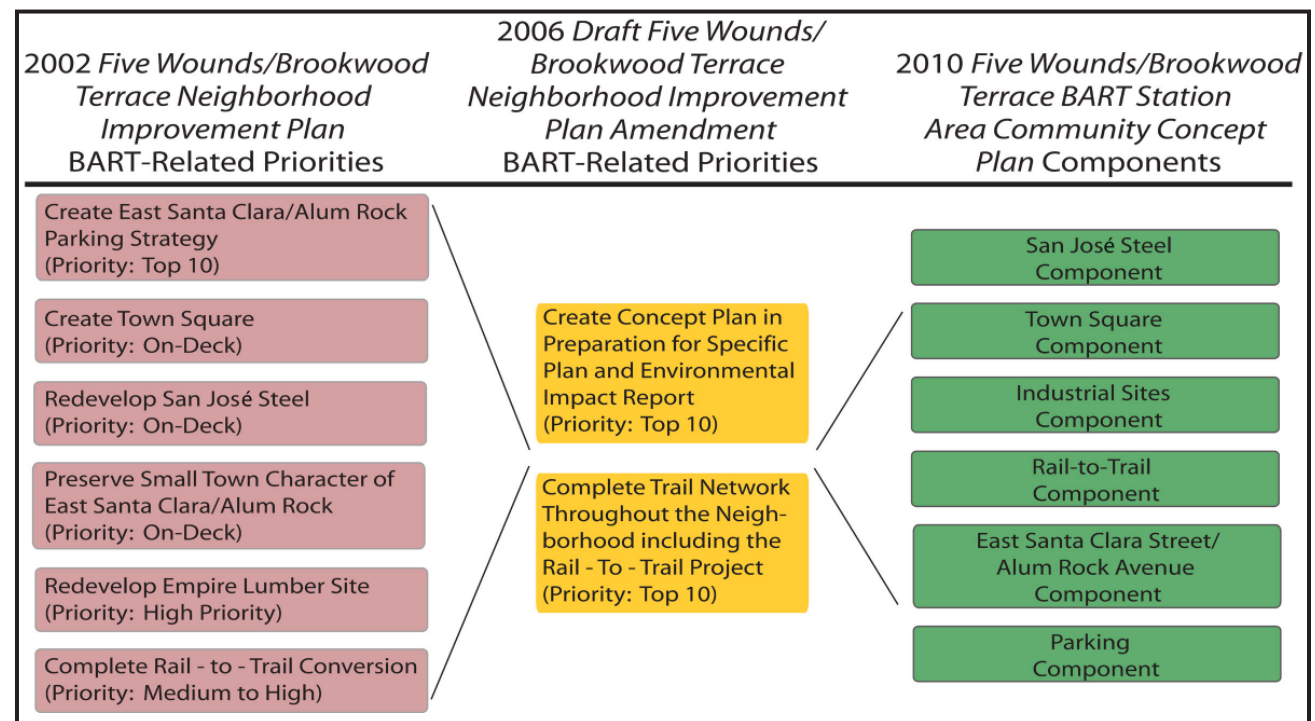 2002 Five Wounds/Brookwood
Terrace Neighborhood
Improvement Plan
BART-Related Priorities
2006 Draft Five Wounds/
Brookwood Terrace
Neighborhood Improvement
Plan Amendment
BART-Related Priorities
2010 Five Wounds/Brookwood
Terrace BART Station
Area Community Concept
Plan Components
Create East Santa Clara/Alum Rock
Parking Strategy
(Priority: Top 10)
Create Town Square
(Priority: On-Deck)
Redevelop San José Steel
(Priority: On-Deck)
Preserve Small Town Character of
East Santa Clara/Alum Rock
(Priority: On-Deck)
Redevelop Empire Lumber Site
(Priority: High Priority)
Complete Rail - to - Trail Conversion
(Priority: Medium to High)
Create Concept Plan in
Preparation for Specific
Plan and Environmental
Impact Report
(Priority: Top 10)
Complete Trail Network
Throughout the Neigh-
borhood including the
Rail - To - Trail Project
(Priority: Top 10)
San José Steel
Component
Town Square
Component
Industrial Sites
Component
Rail-to-Trail
Component
East Santa Clara Street/
Alum Rock Avenue
Component
Parking
Component